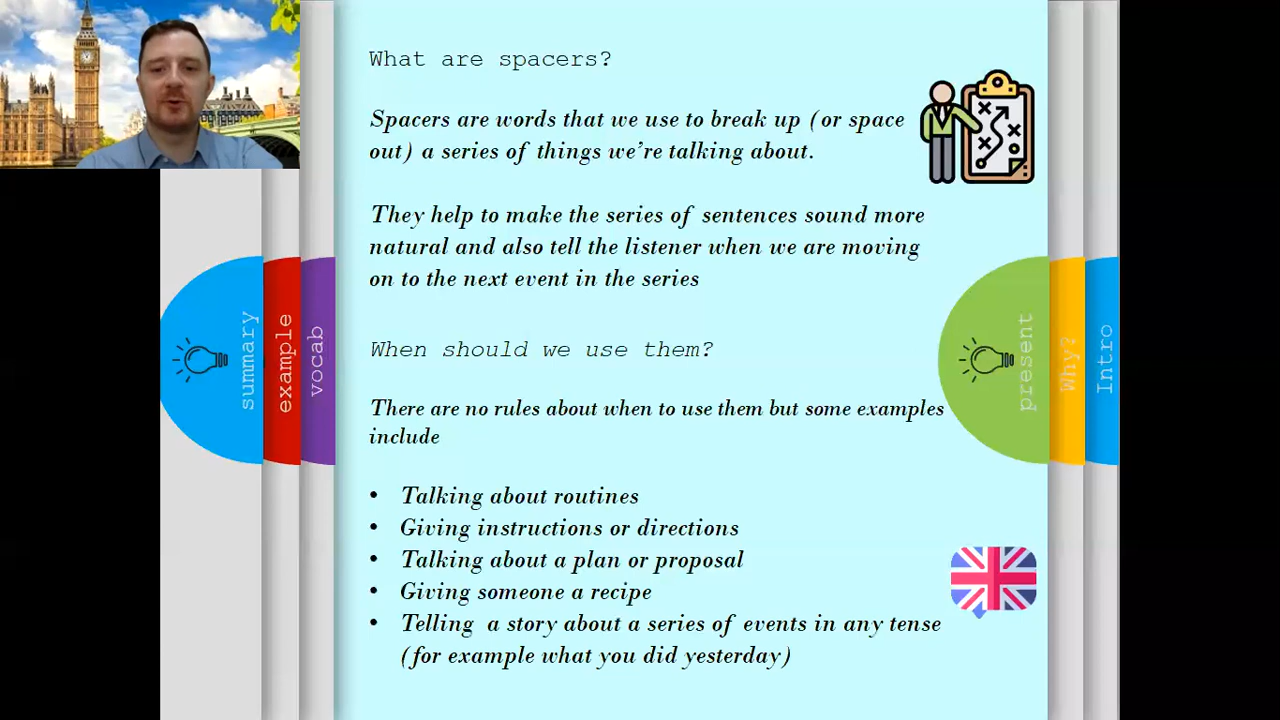 What are spacers?
Spacers are words that we use to break up (or space
out) a series of things we're talking about.
They help to make the series of sentences sound more
natural and also tell the listener when we are moving
on to the next event in the series
When should we use them?
There are no rules about when to use them but some examples
include
• Talking about routines
• Giving instructions or directions
• Talking about a plan or proposal
• Giving someone a recipe
• Telling a story about a series of events in any tense
(for example what you did yesterday)
summary
example
vocab
present
Why?
Intro